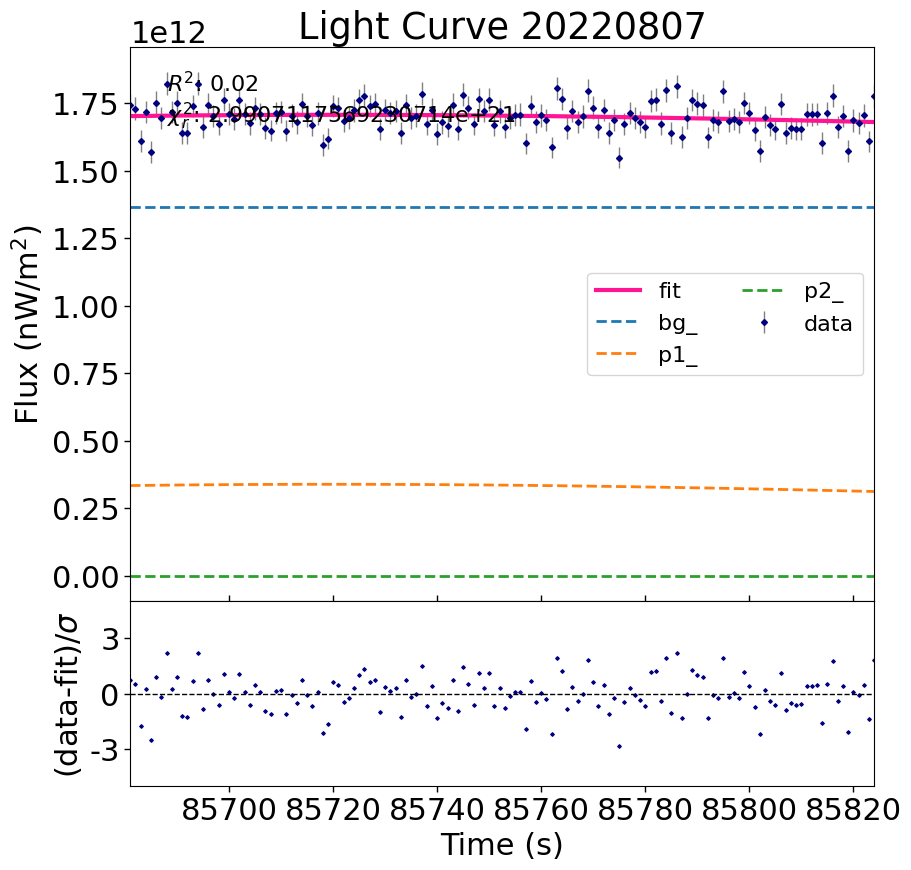 Light Curve 20220807
1e12
R²: 0.02
χ²ᵣ:
1.75
1.50
1.25
1.00
0.75
0.50
0.25
0.00
Flux (nW/m²)
fit
bg_
p1_
p2_
data
3
0
-3
(data-fit)/σ
85700 85720 85740 85760 85780 85800 85820
Time (s)